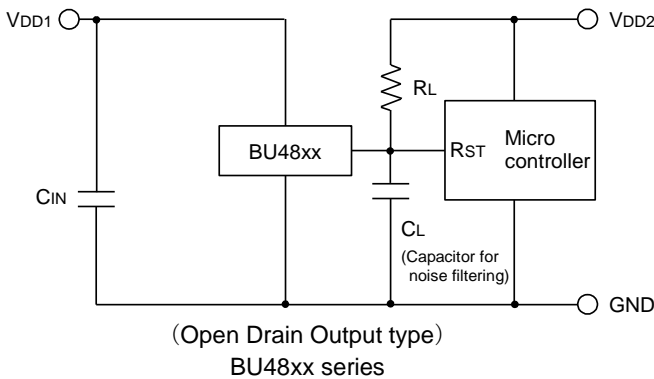 VDD1
VDD2
RL
BU48xx
RST
Micro
controller
CIN
CL
(Capacitor for
noise filtering)
GND
（Open Drain Output type）
BU48xx series